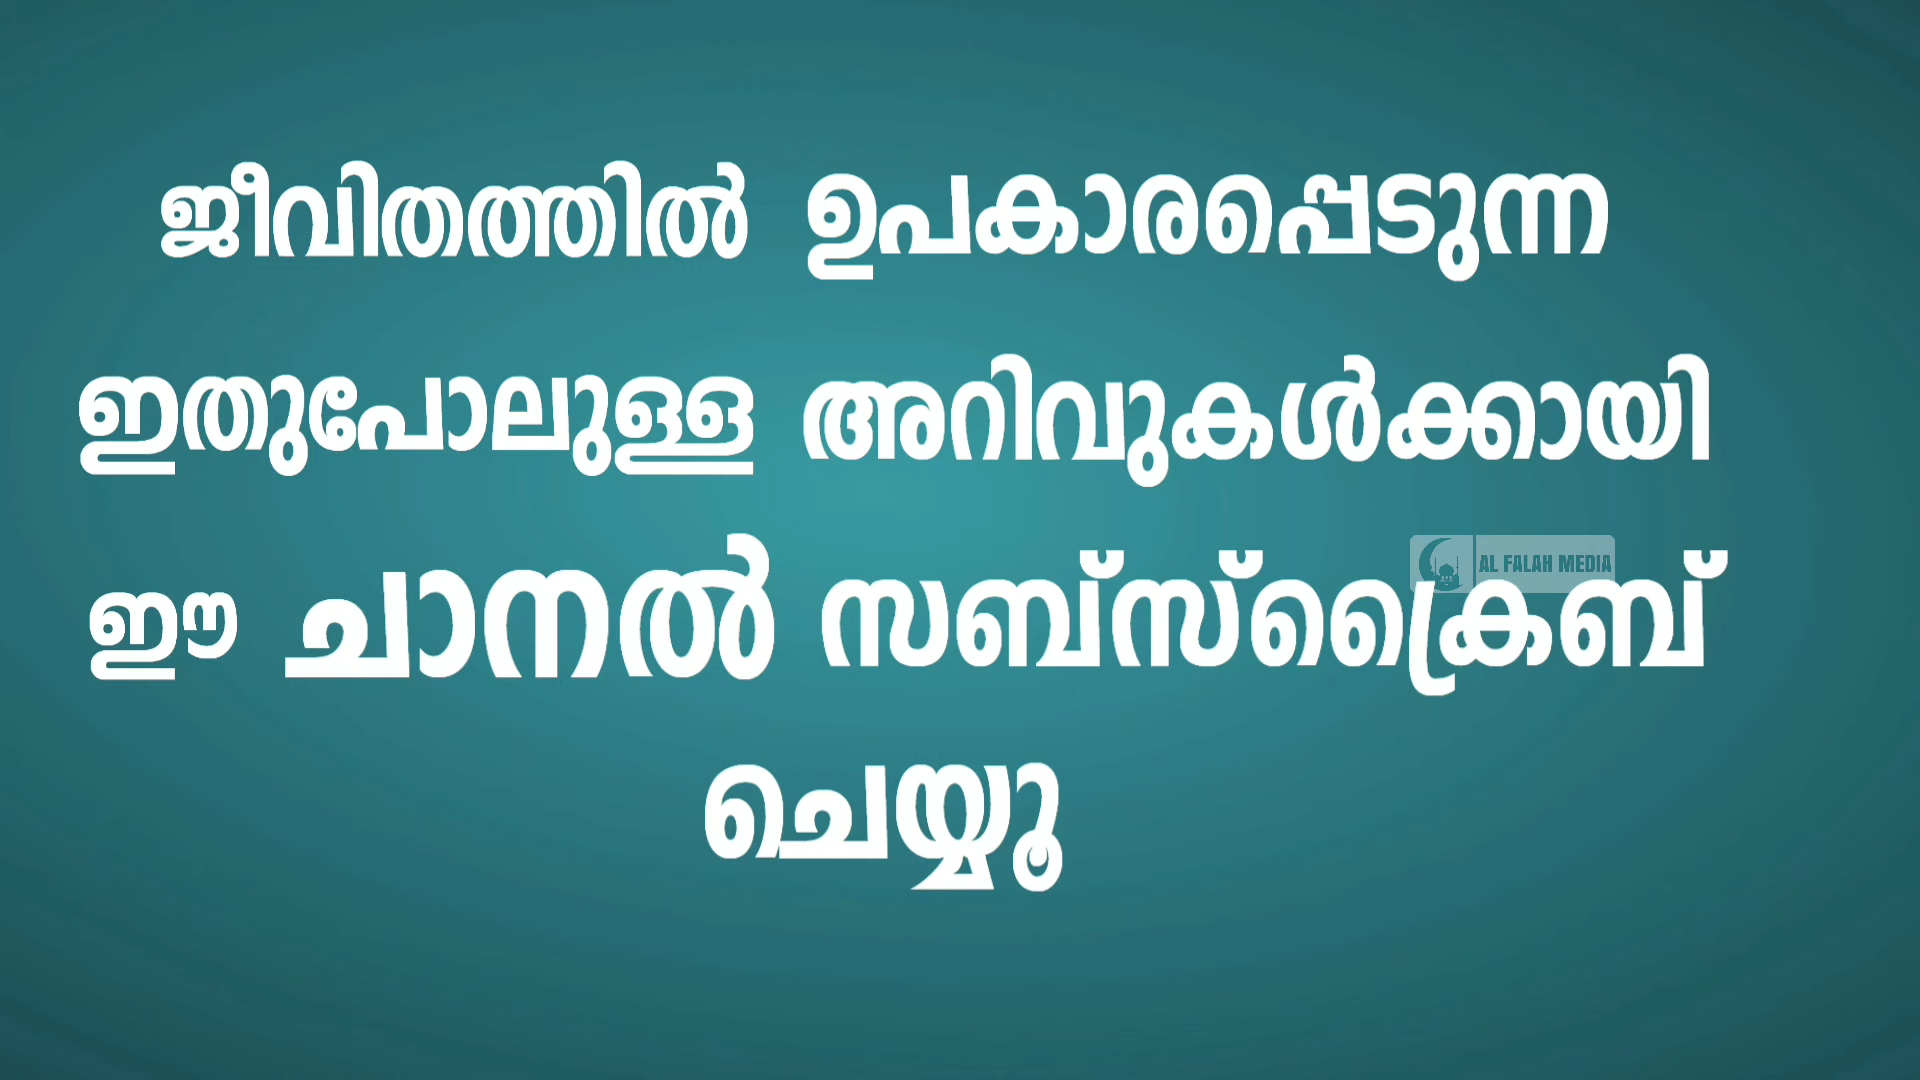 ജീവിതത്തിൽ ഉപകാരപ്പെടുന്ന
ഇതുപോലുള്ള അറിവുകൾക്കായി
ഈ ചാനൽ സബ്സ്ക്രൈബ്
ചെയ്യൂ
AL FALAH MEDIA